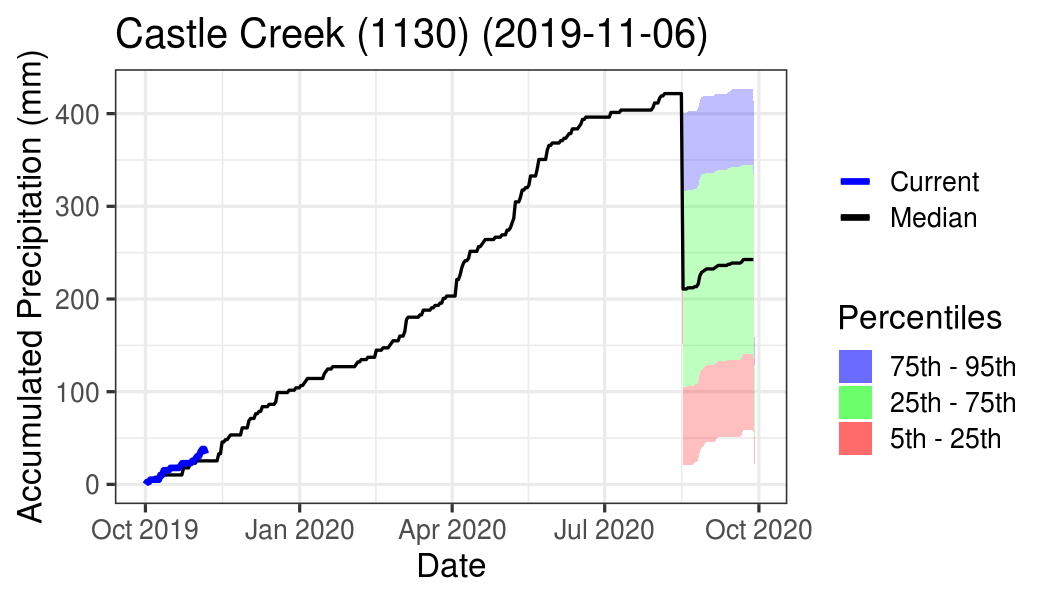 Castle Creek (1130) (2019-11-06)
Accumulated Precipitation (mm)
400
300
200
100
0
Oct 2019
Jan 2020
Apr 2020
Jul 2020
Oct 2020
Date
Current
Median
Percentiles
75th - 95th
25th - 75th
5th - 25th